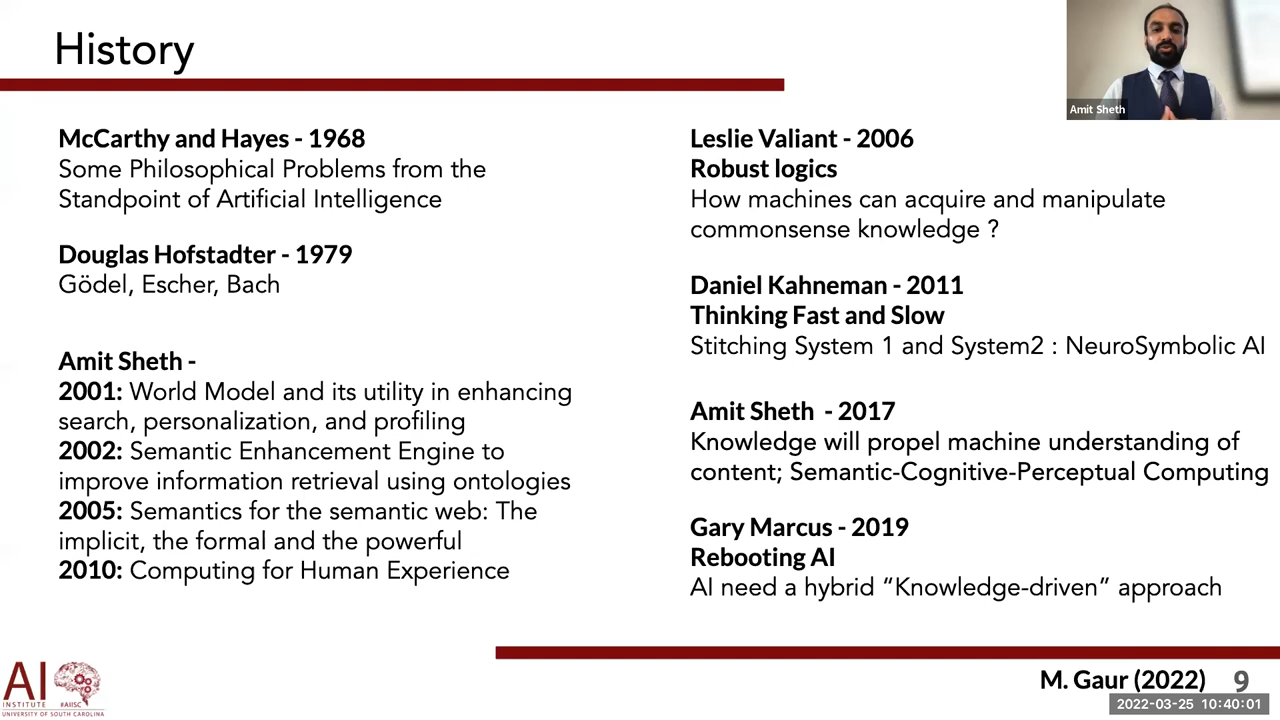 History
Amit Sheth
McCarthy and Hayes - 1968
Some Philosophical Problems from the
Standpoint of Artificial Intelligence
Douglas Hofstadter - 1979
Gödel, Escher, Bach
Amit Sheth -
2001: World Model and its utility in enhancing
search, personalization, and profiling
2002: Semantic Enhancement Engine to
improve information retrieval using ontologies
2005: Semantics for the semantic web: The
implicit, the formal and the powerful
2010: Computing for Human Experience
Leslie Valiant - 2006
Robust logics
How machines can acquire and manipulate
commonsense knowledge ?
Daniel Kahneman - 2011
Thinking Fast and Slow
Stitching System 1 and System2 : NeuroSymbolic AI
Amit Sheth - 2017
Knowledge will propel machine understanding of
content; Semantic-Cognitive-Perceptual Computing
Gary Marcus - 2019
Rebooting AI
AI need a hybrid “Knowledge-driven” approach
AI
INSTITUTE #AIISC
UNIVERSITY OF SOUTH CAROLINA
M. Gaur (2022) 9
2022-03-25 10:40:01